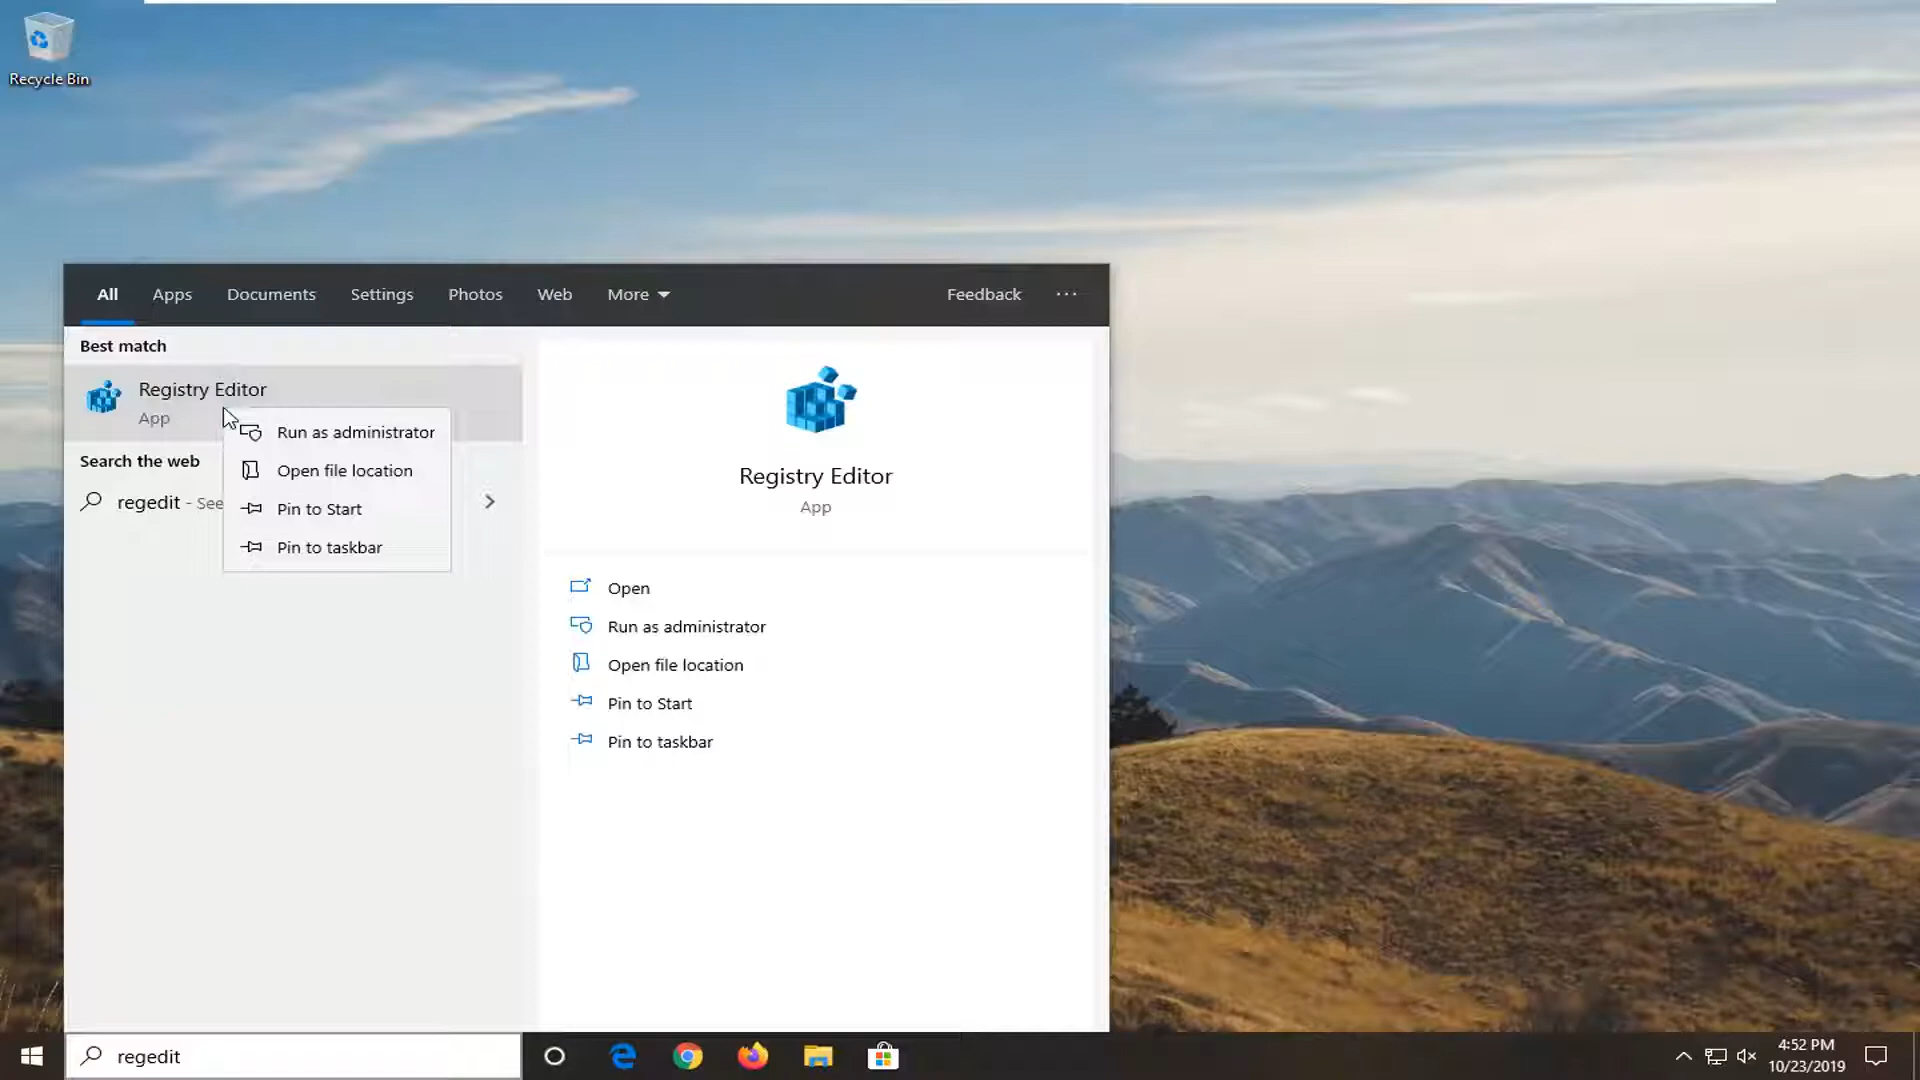 Recycle Bin
All Apps Documents Settings Photos Web More Feedback ···
Best match
Registry Editor
App
Run as administrator
Open file location
Pin to Start
Pin to taskbar
Search the web
regedit - See
Registry Editor
App
Open
Run as administrator
Open file location
Pin to Start
Pin to taskbar
regedit
4:52 PM
10/23/2019